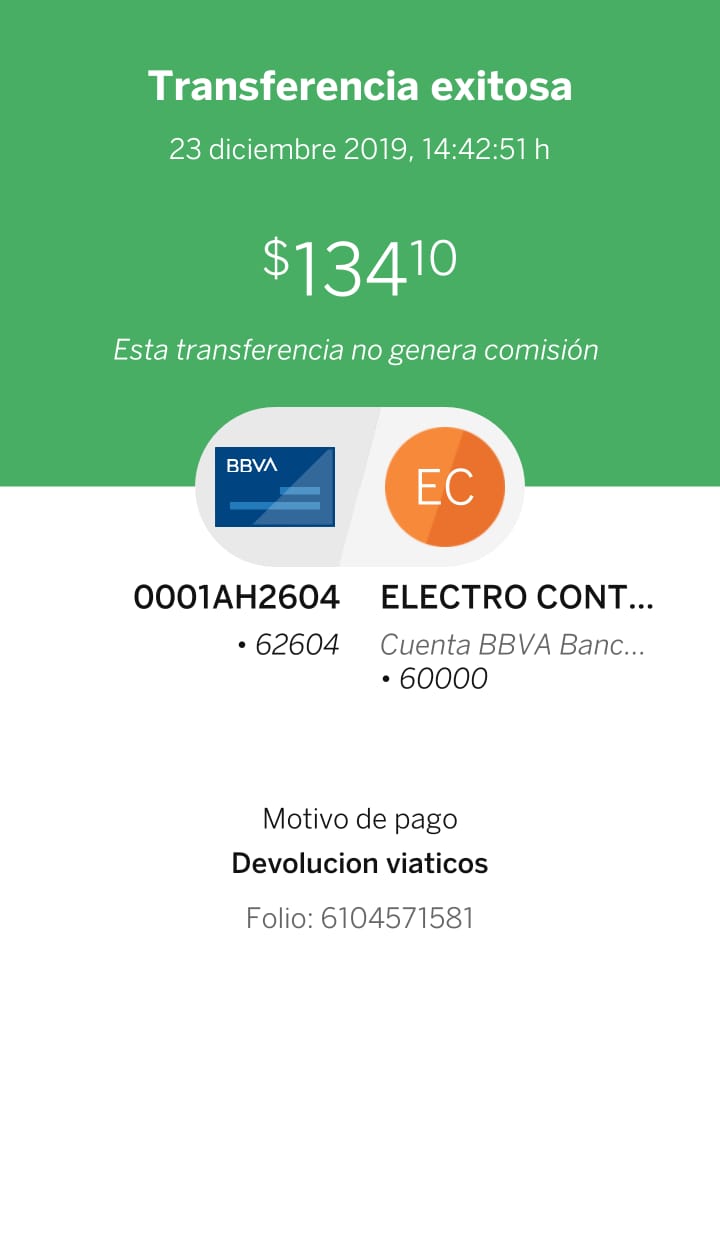 Transferencia exitosa
23 diciembre 2019, 14:42:51 h
$134 10
Esta transferencia no genera comisión
BBVA
EC
0001AH2604
• 62604
ELECTRO CONT...
Cuenta BBVA Banc...
• 60000
Motivo de pago
Devolucion viaticos
Folio: 6104571581